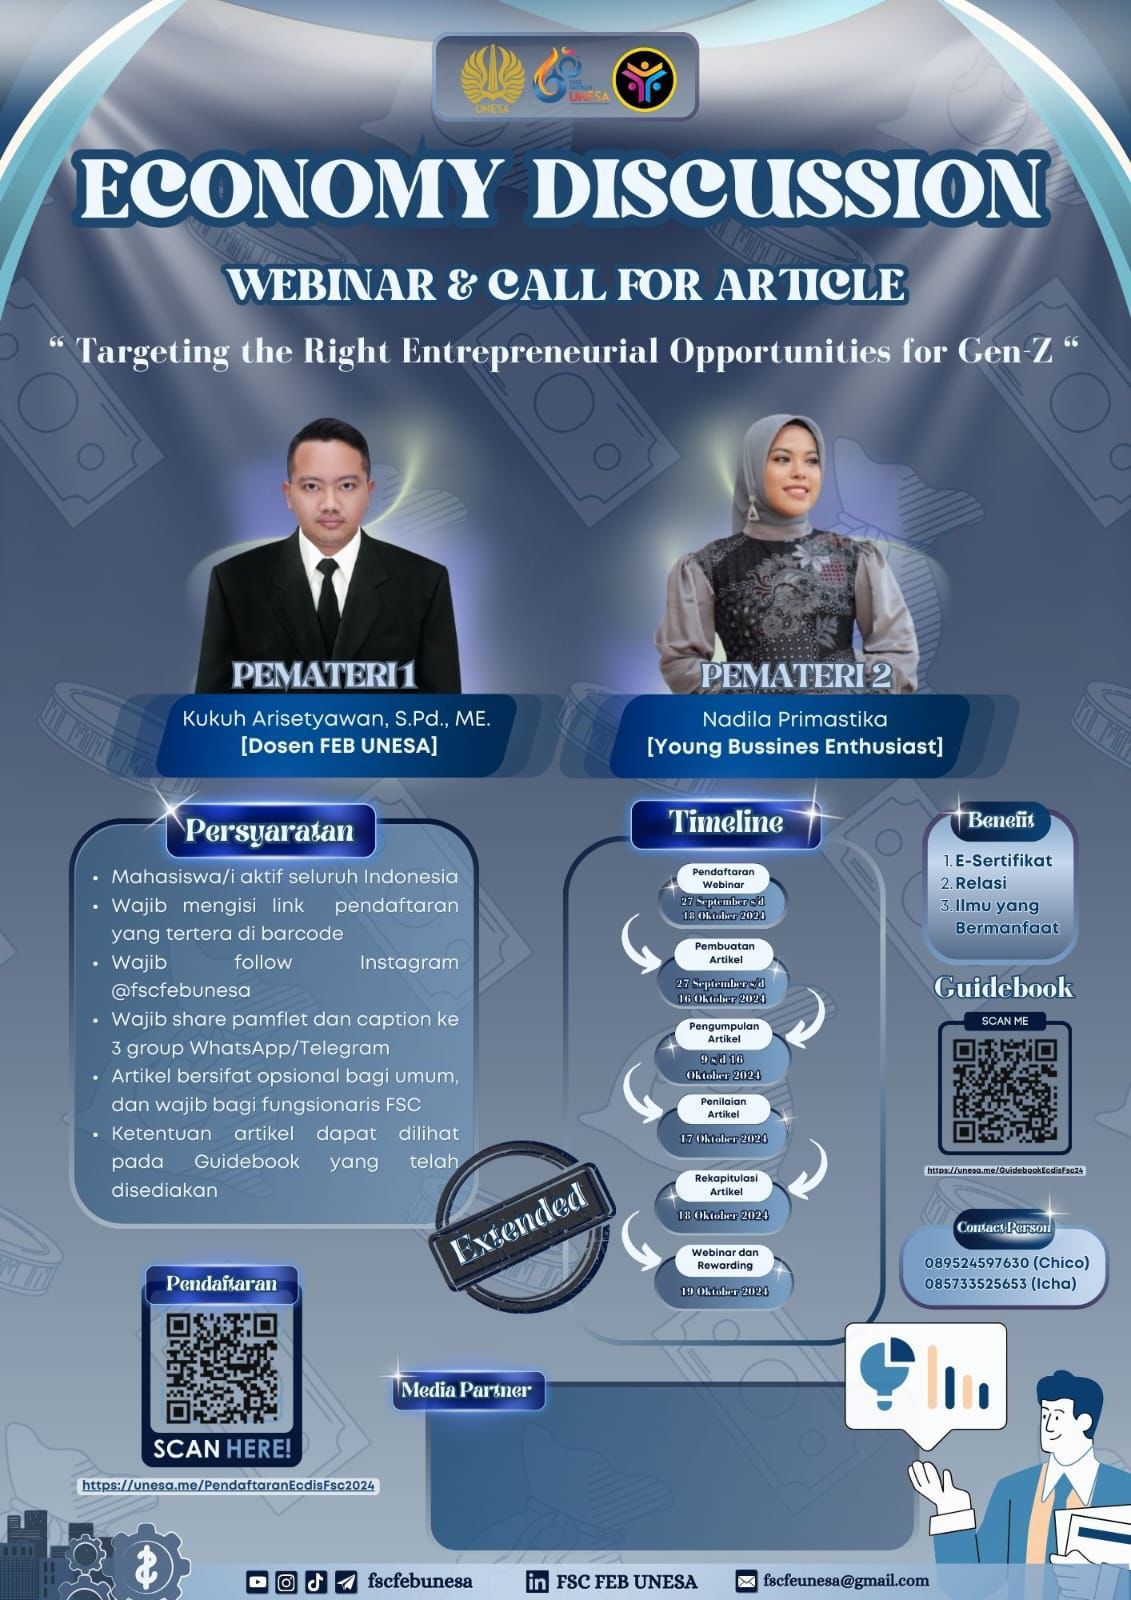 UNESA
DIES NATALIS
UNESA
ECONOMY DISCUSSION
WEBINAR & CALL FOR ARTICLE
“ Targeting the Right Entrepreneurial Opportunities for Gen-Z “
PEMATERI 1
Kukuh Arisetyawan, S.Pd., ME.
[Dosen FEB UNESA]
PEMATERI 2
Nadila Primastika
[Young Bussines Enthusiast]
Persyaratan
• Mahasiswa/i aktif seluruh Indonesia
• Wajib mengisi link pendaftaran
yang tertera di barcode
• Wajib follow Instagram
@fscfebunesa
• Wajib share pamflet dan caption ke
3 group WhatsApp/Telegram
• Artikel bersifat opsional bagi umum,
dan wajib bagi fungsionaris FSC
• Ketentuan artikel dapat dilihat
pada Guidebook yang telah
disediakan
Extended
Timeline
Pendaftaran
Webinar
27 September s/d
18 Oktober 2024
Pembuatan
Artikel
27 September s/d
16 Oktober 2024
Pengumpulan
Artikel
9 s/d 16
Oktober 2024
Penilaian
Artikel
17 Oktober 2024
Rekapitulasi
Artikel
18 Oktober 2024
Webinar dan
Rewarding
19 Oktober 2024
Benefit
1. E-Sertifikat
2. Relasi
3. Ilmu yang
Bermanfaat
Guidebook
SCAN ME
https://unesa.me/GuidebookEcdisFsc24
Contact Person
089524597630 (Chico)
085733525653 (Icha)
Pendaftaran
SCAN HERE!
https://unesa.me/PendaftaranEcdisFsc2024
Media Partner
fscfebunesa
FSC FEB UNESA
fscfeunesa@gmail.com